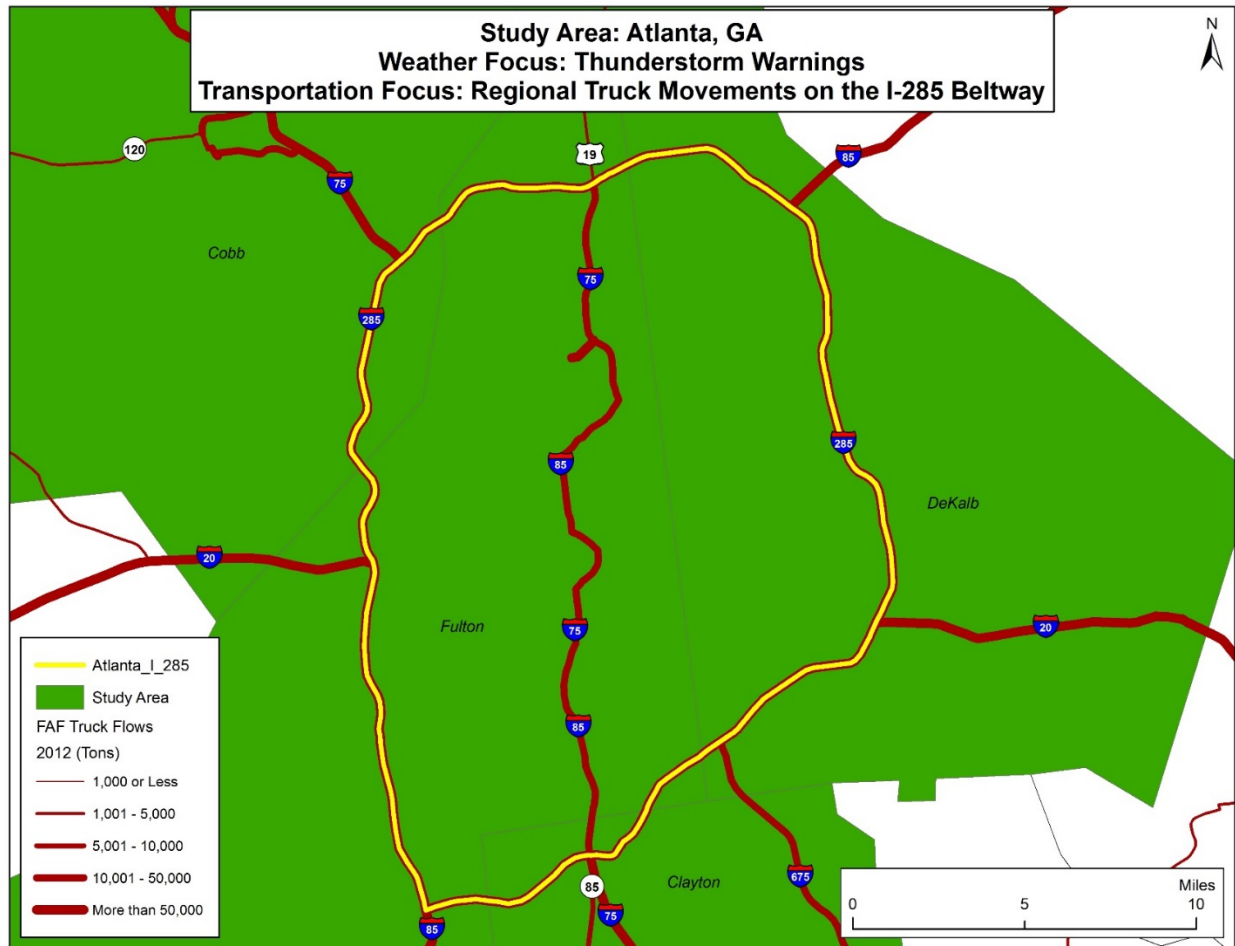 Study Area: Atlanta, GA
Weather Focus: Thunderstorm Warnings
Transportation Focus: Regional Truck Movements on the I-285 Beltway
N
120
19
85
75
Cobb
75
285
285
85
DeKalb
20
Fulton
75
20
85
Clayton
675
85
75
85
Atlanta_I_285
Study Area
FAF Truck Flows
2012 (Tons)
1,000 or Less
1,001 - 5,000
5,001 - 10,000
10,001 - 50,000
More than 50,000
Miles
0 5 10